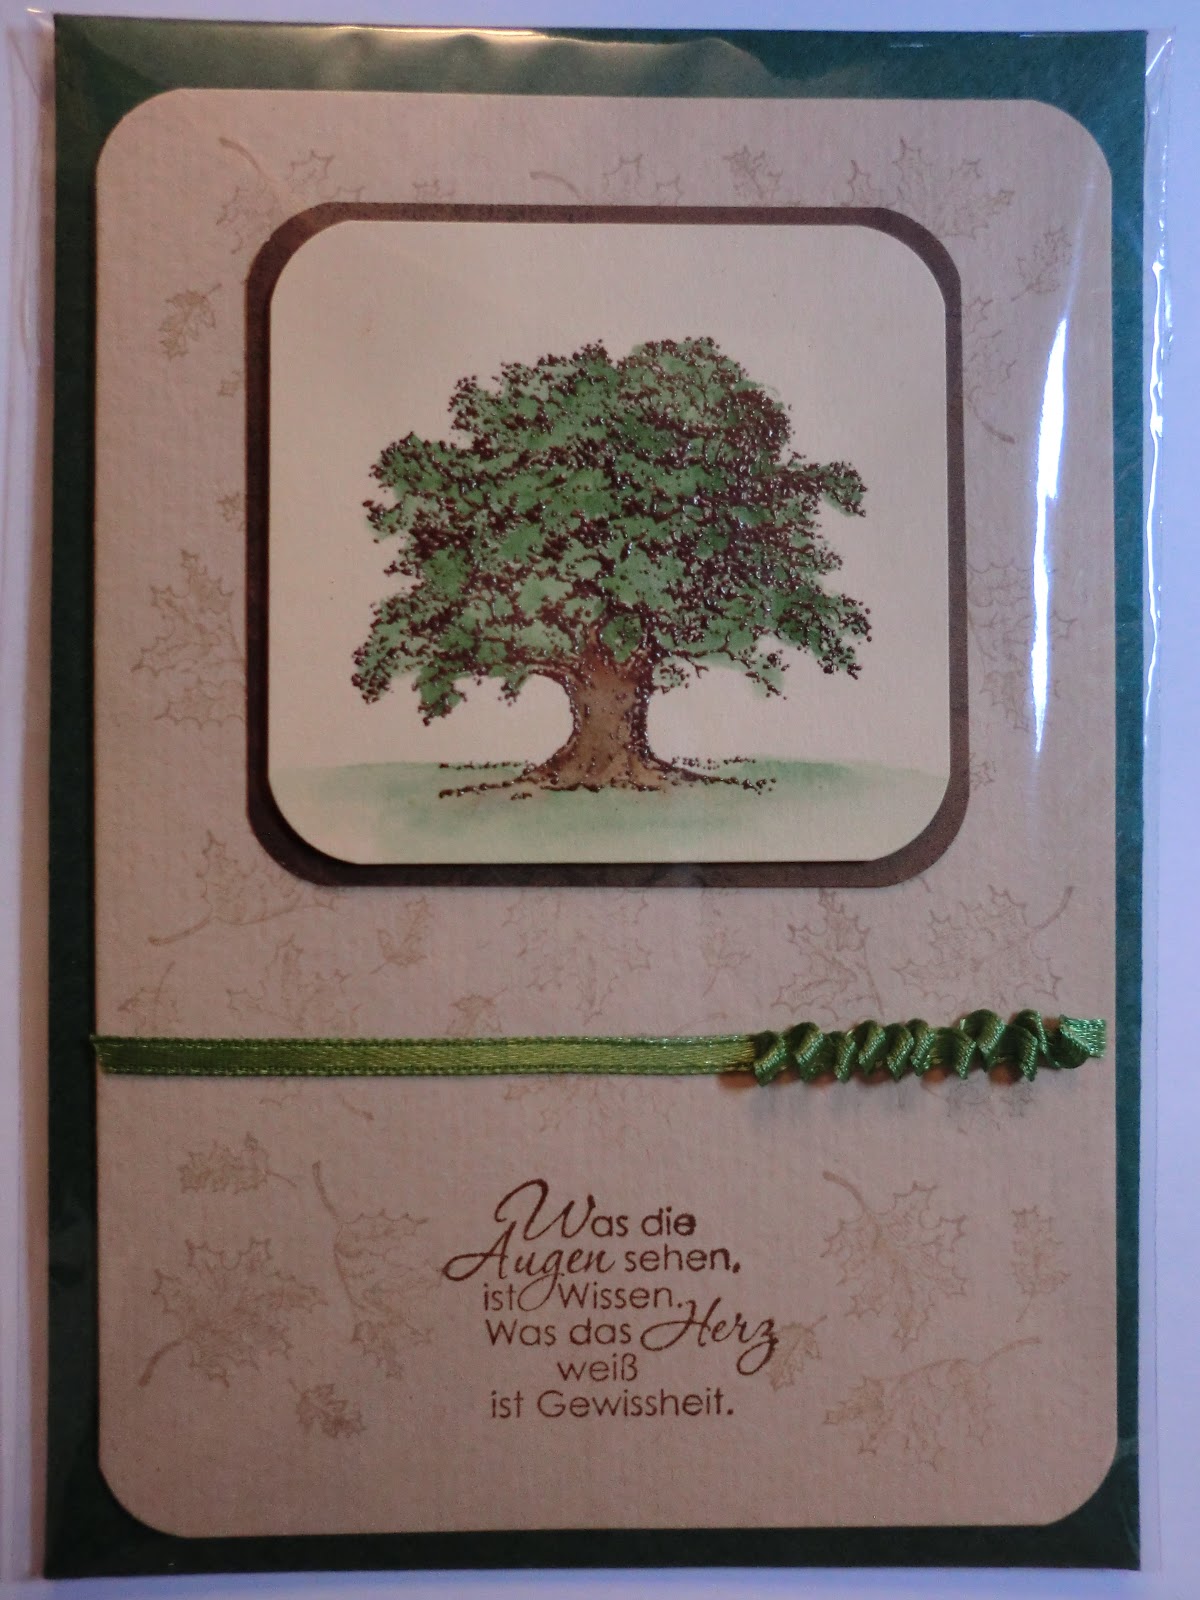 Was die
Augen sehen,
ist Wissen.
Was das Herz
weiß
ist Gewissheit.